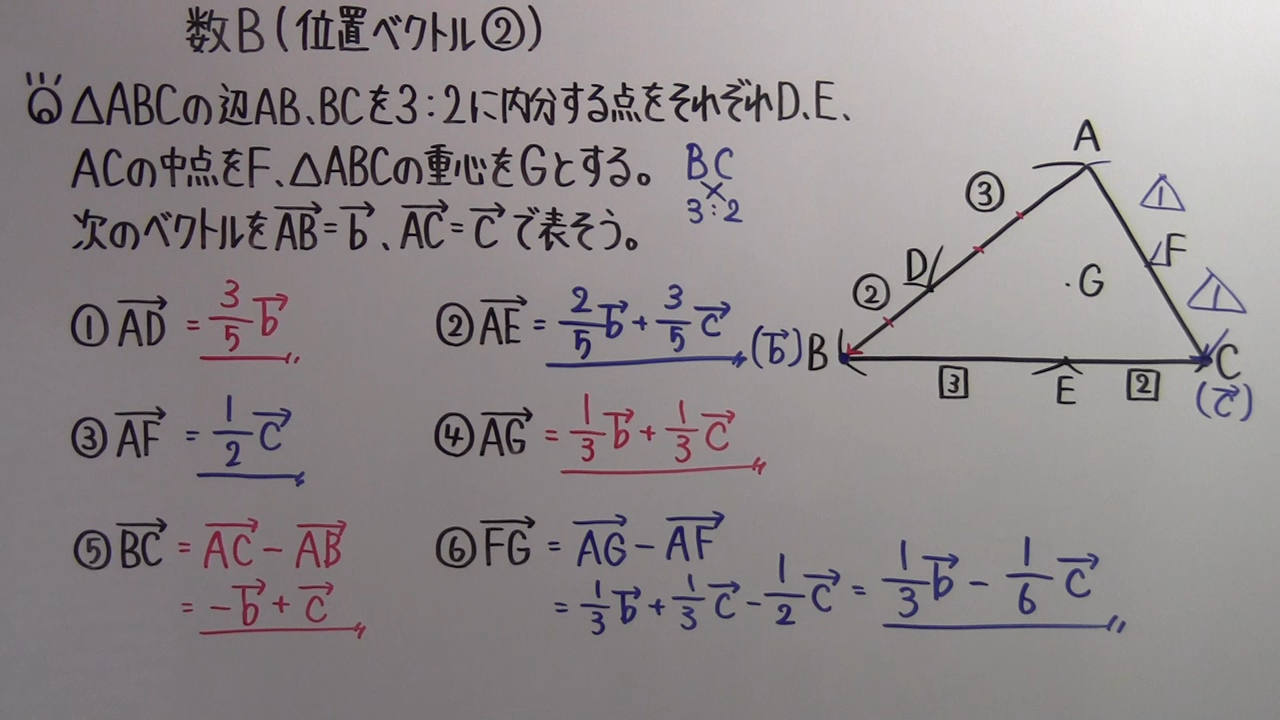 数B(位置ベクトル②)
Q △ABCの辺AB、BCを3:2に内分する点をそれぞれD、E、
ACの中点をF、△ABCの重心をGとする。
次のベクトルを→AB=→b、→AC=→cで表そう。
BC
×
3:2
①→AD = 3/5 →b
②→AE = 2/5 →b + 3/5 →c
③→AF = 1/2 →c
④→AG = 1/3 →b + 1/3 →c
⑤→BC = →AC - →AB
= -→b + →c
⑥→FG = →AG - →AF
= 1/3 →b + 1/3 →c - 1/2 →c = 1/3 →b - 1/6 →c
A
③
△1
D
F
G
②
△1
(→b) B
C
3
E
2
(→c)